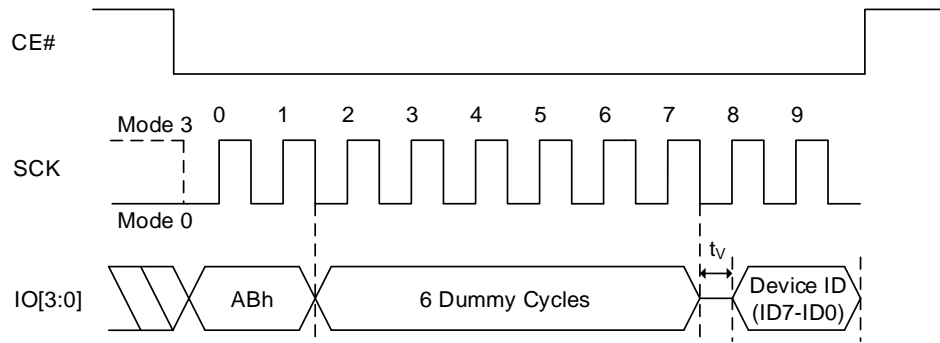 CE#
0 1 2 3 4 5 6 7 8 9
Mode 3
SCK
Mode 0
tV
IO[3:0]
ABh
6 Dummy Cycles
Device ID
(ID7-ID0)